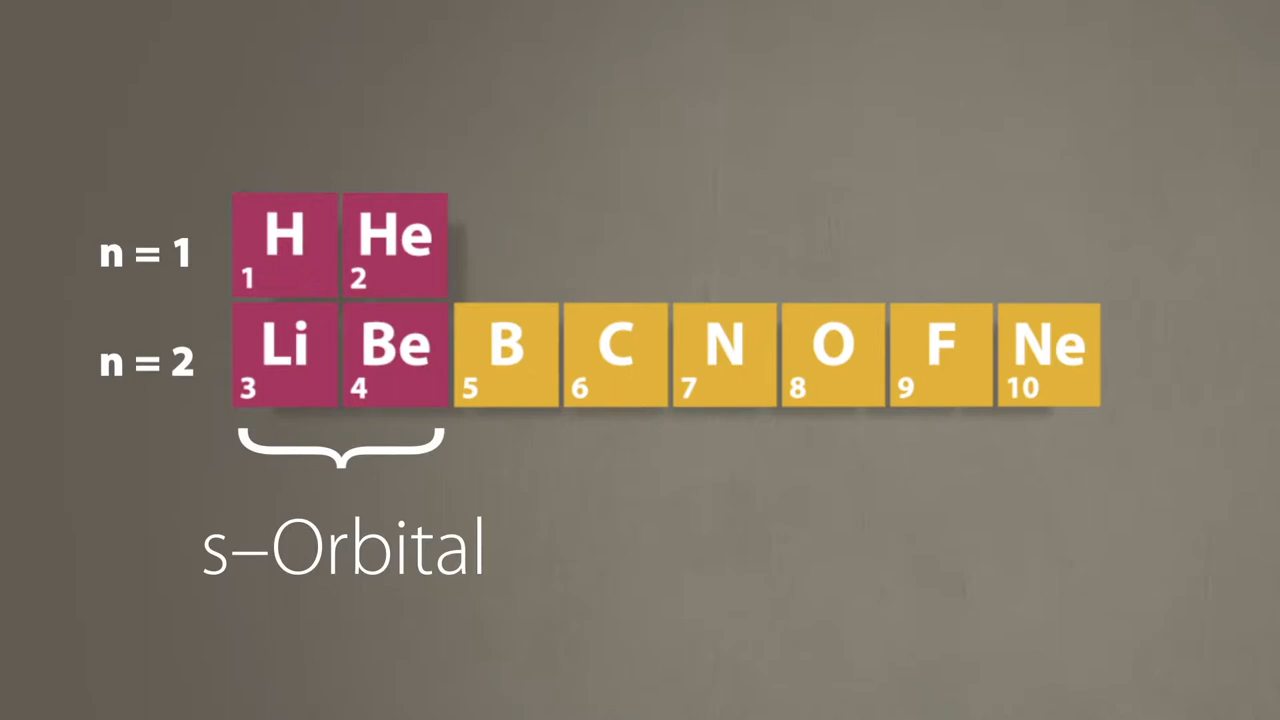 n = 1
H
1
He
2
n = 2
Li
3
Be
4
B
5
C
6
N
7
O
8
F
9
Ne
10
s–Orbital